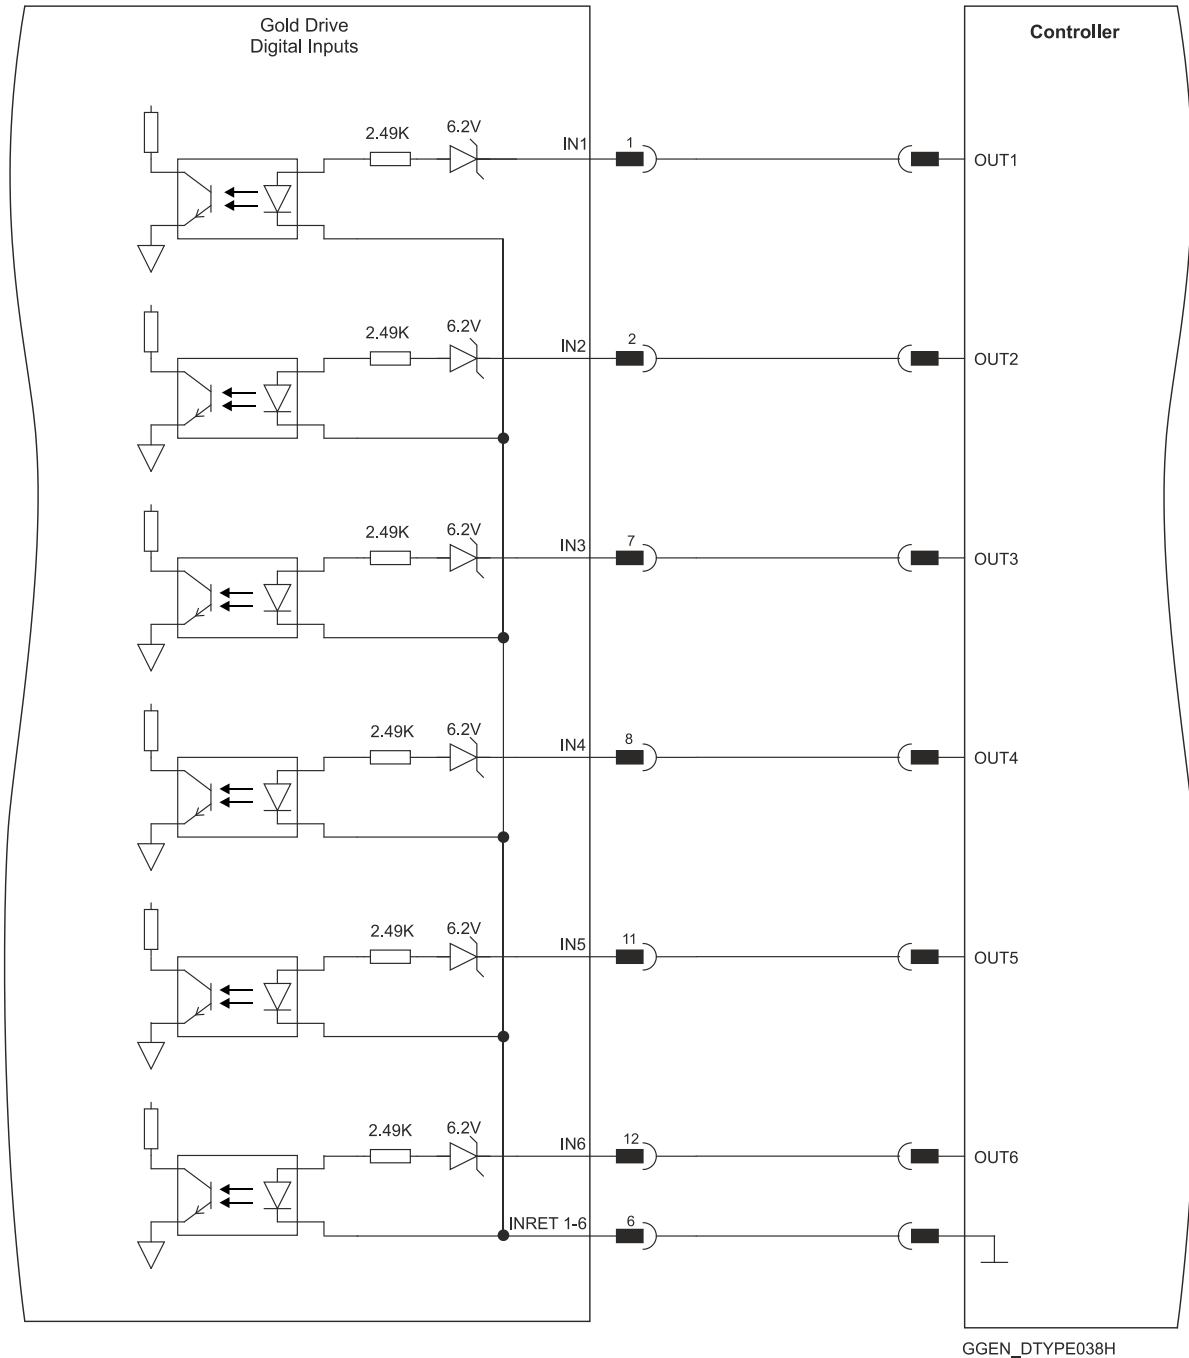 Gold Drive
Digital Inputs
Controller
2.49K
6.2V
IN1
1
OUT1
2.49K
6.2V
IN2
2
OUT2
2.49K
6.2V
IN3
7
OUT3
2.49K
6.2V
IN4
8
OUT4
2.49K
6.2V
IN5
11
OUT5
2.49K
6.2V
IN6
12
OUT6
INRET 1-6
6
GGEN_DTYPE038H